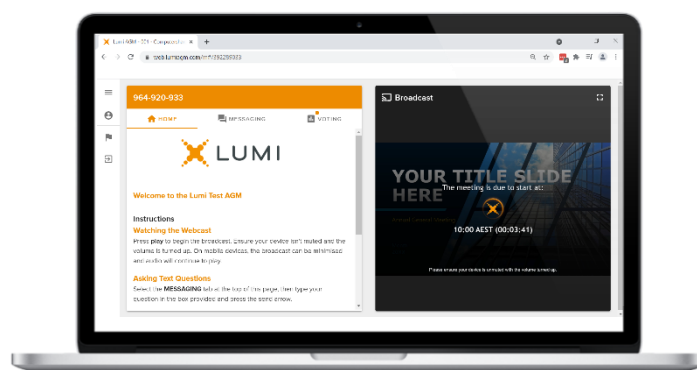 964-920-933
HOME
MESSAGING
VOTING
LUMI
Welcome to the Lumi Test AGM
Instructions
Watching the Webcast
Press play to begin the broadcast. Ensure your device isn't muted and the
volume is turned up. On mobile devices, the broadcast can be minimised
and audio will continue to play.
Asking Text Questions
Select the MESSAGING tab at the top of this page, then type your
question in the box provided and press the send arrow.
Broadcast
YOUR TITLE SLIDE
HERE
The meeting is due to start at:
10:00 AEST (00:03:41)
Please ensure your device is unmuted with the volume turned up.